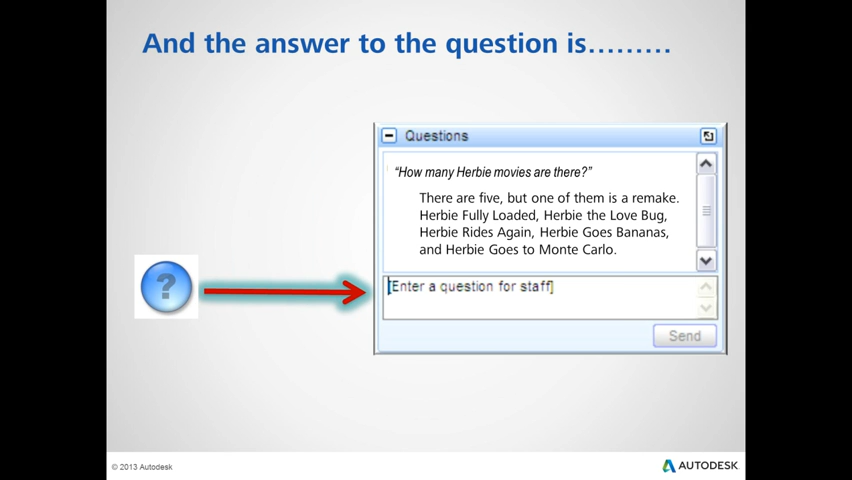 And the answer to the question is.........
Questions
“How many Herbie movies are there?”
There are five, but one of them is a remake.
Herbie Fully Loaded, Herbie the Love Bug,
Herbie Rides Again, Herbie Goes Bananas,
and Herbie Goes to Monte Carlo.
?
[Enter a question for staff]
Send
© 2013 Autodesk
AUTODESK